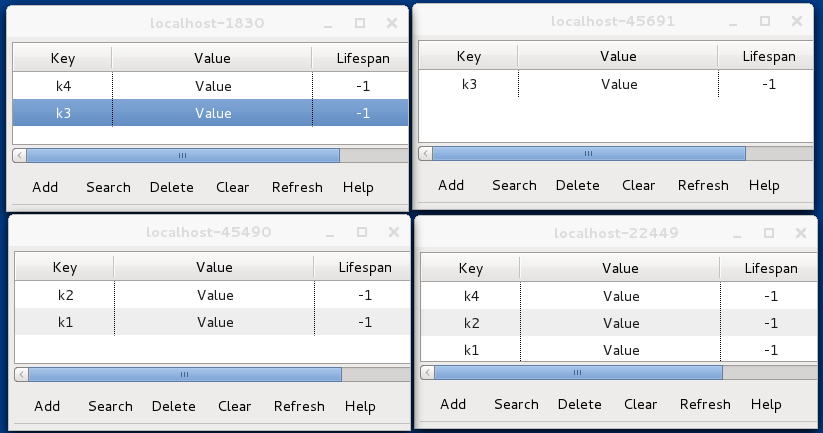 localhost-1830
Key Value Lifespan
k4 Value -1
k3 Value -1
Add Search Delete Clear Refresh Help
localhost-45691
Key Value Lifespan
k3 Value -1
Add Search Delete Clear Refresh Help
localhost-45490
Key Value Lifespan
k2 Value -1
k1 Value -1
Add Search Delete Clear Refresh Help
localhost-22449
Key Value Lifespan
k4 Value -1
k2 Value -1
k1 Value -1
Add Search Delete Clear Refresh Help